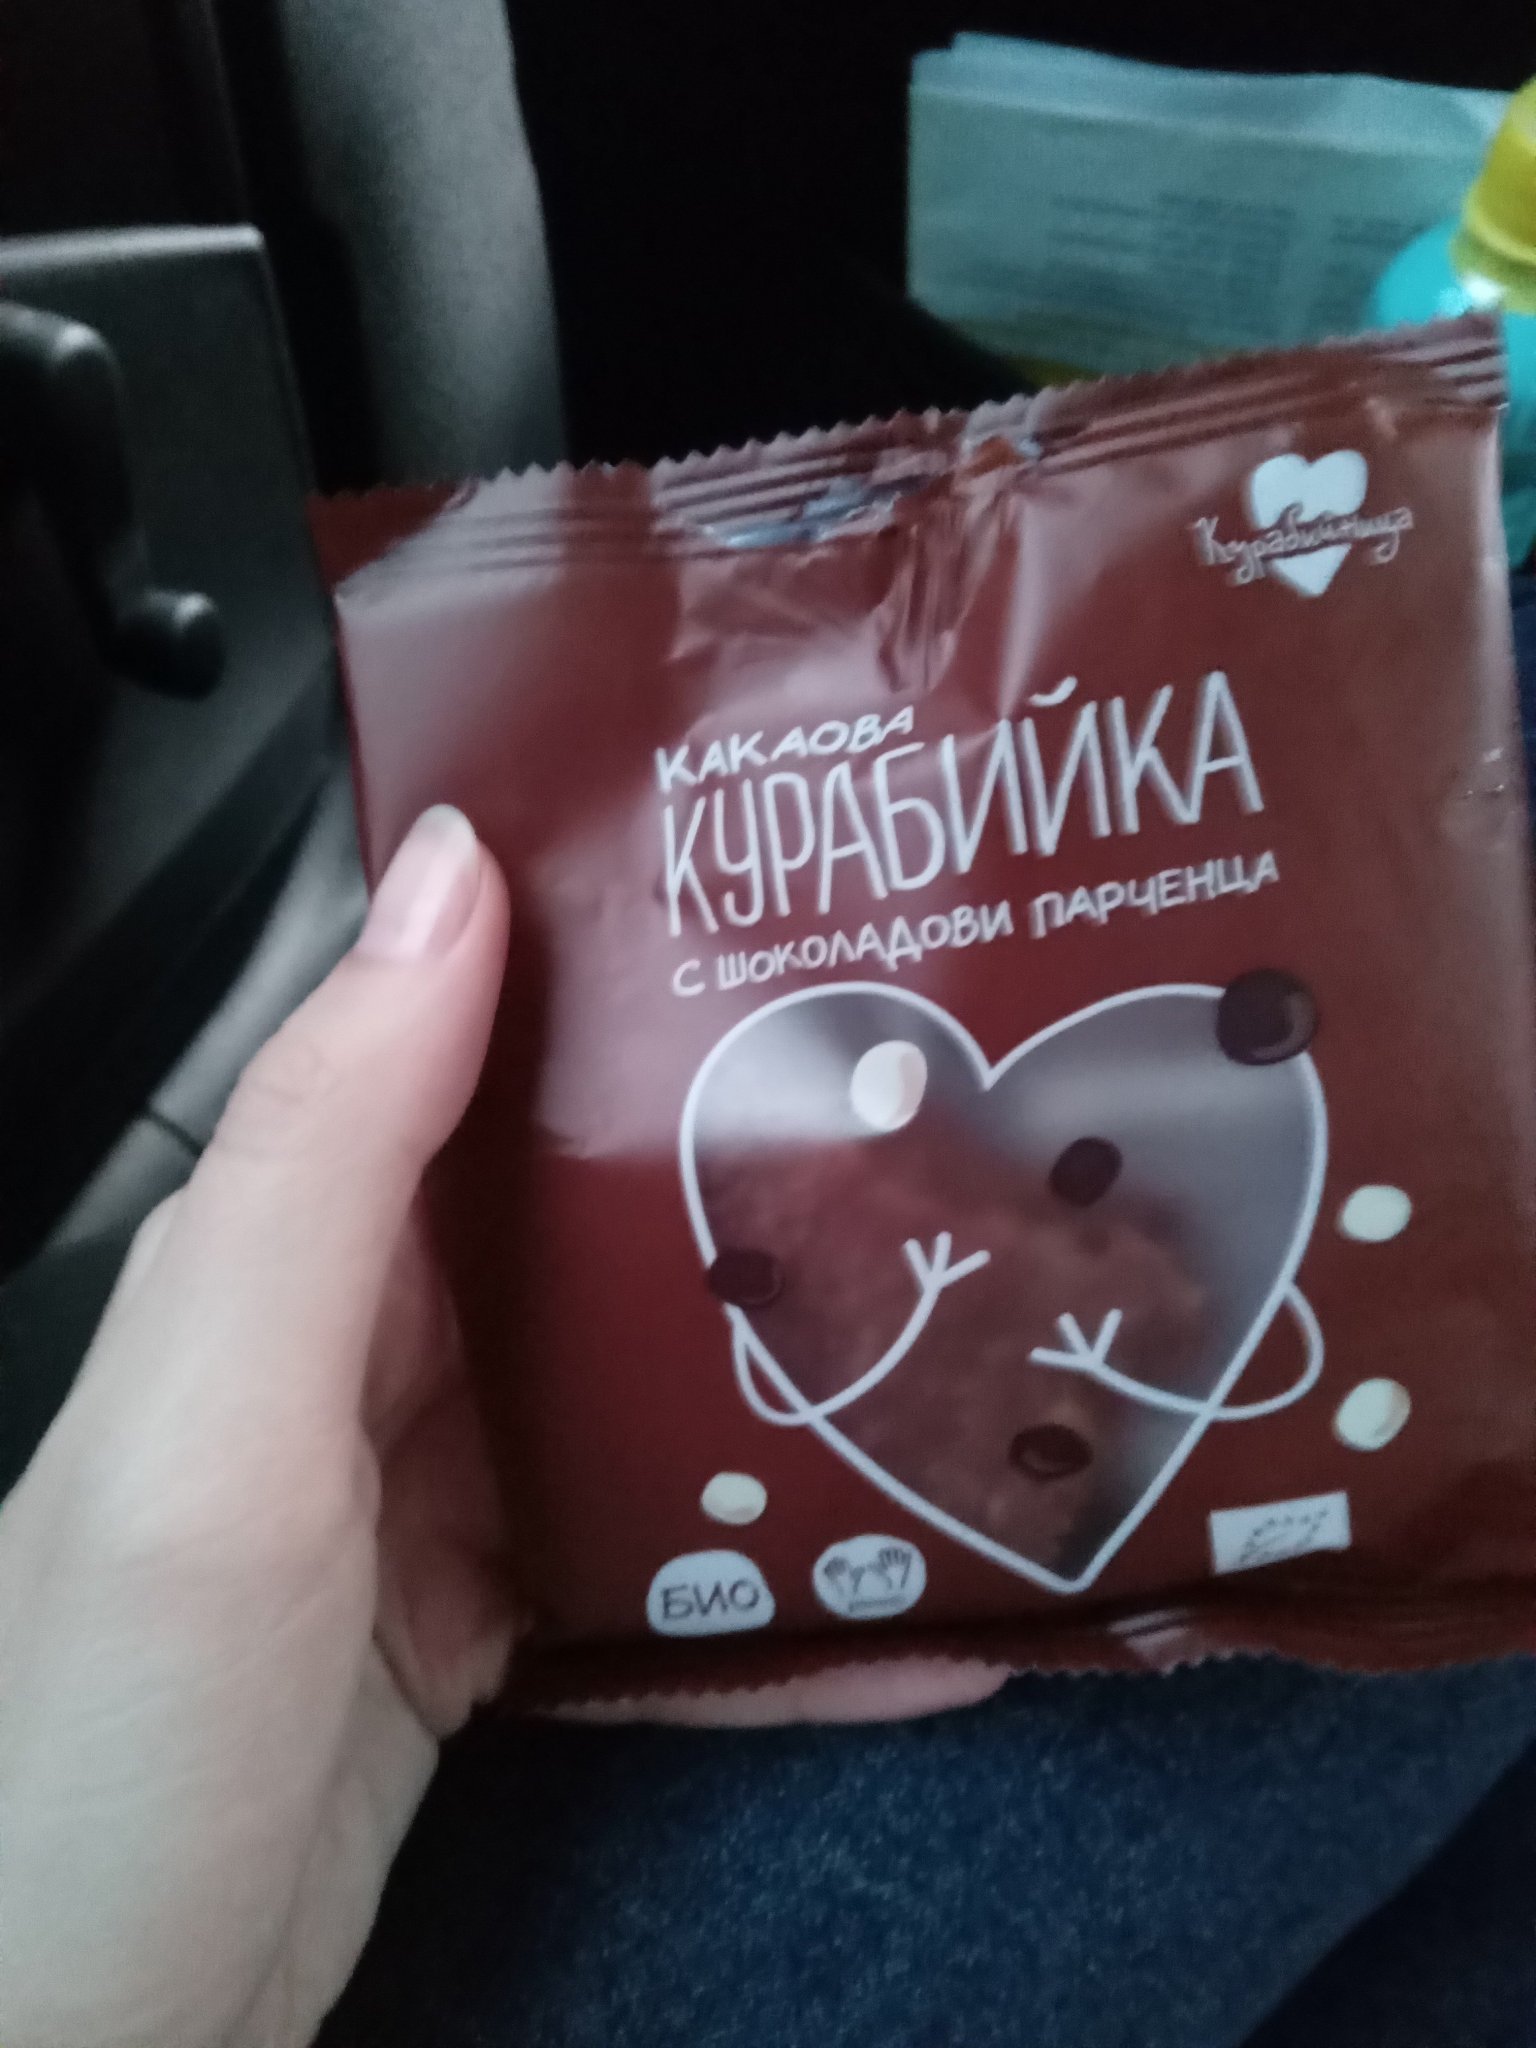 Курабийница
КАКАОВА
КУРАБИЙКА
С ШОКОЛАДОВИ ПАРЧЕНЦА
БИО